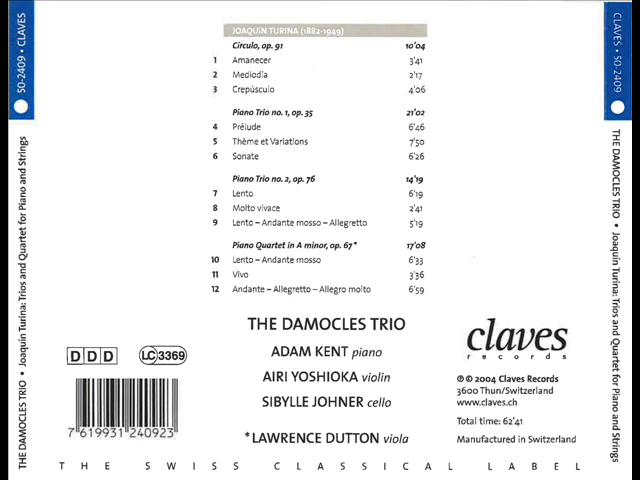 JOAQUIN TURINA (1882-1949)
Círculo, op. 91 10'04
1 Amanecer 3'41
2 Mediodía 2'17
3 Crepúsculo 4'06
Piano Trio no. 1, op. 35 21'02
4 Prélude 6'46
5 Thème et Variations 7'50
6 Sonate 6'26
Piano Trio no. 2, op. 76 14'19
7 Lento 6'19
8 Molto vivace 2'41
9 Lento – Andante mosso – Allegretto 5'19
Piano Quartet in A minor, op. 67* 17'08
10 Lento – Andante mosso 6'33
11 Vivo 3'36
12 Andante – Allegretto – Allegro molto 6'59
THE DAMOCLES TRIO
ADAM KENT piano
AIRI YOSHIOKA violin
SIBYLLE JOHNER cello
*LAWRENCE DUTTON viola
DDD
LC 3369
7 619931 240923
claves
records
℗ © 2004 Claves Records
3600 Thun/Switzerland
www.claves.ch
Total time: 62'41
Manufactured in Switzerland
THE SWISS CLASSICAL LABEL
THE DAMOCLES TRIO • Joaquín Turina: Trios and Quartet for Piano and Strings
50-2409 • CLAVES
CLAVES • 50-2409
THE DAMOCLES TRIO • Joaquín Turina: Trios and Quartet for Piano and Strings